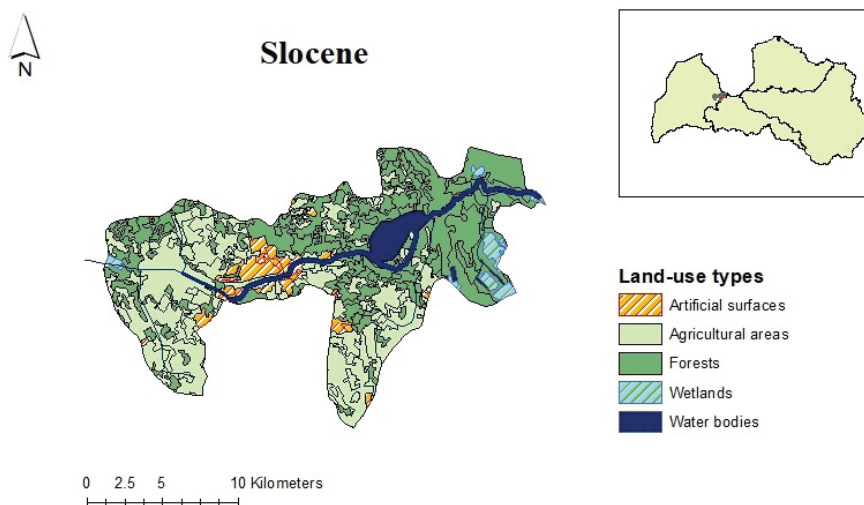 N
Slocene
Land-use types
Artificial surfaces
Agricultural areas
Forests
Wetlands
Water bodies
0 2.5 5 10 Kilometers